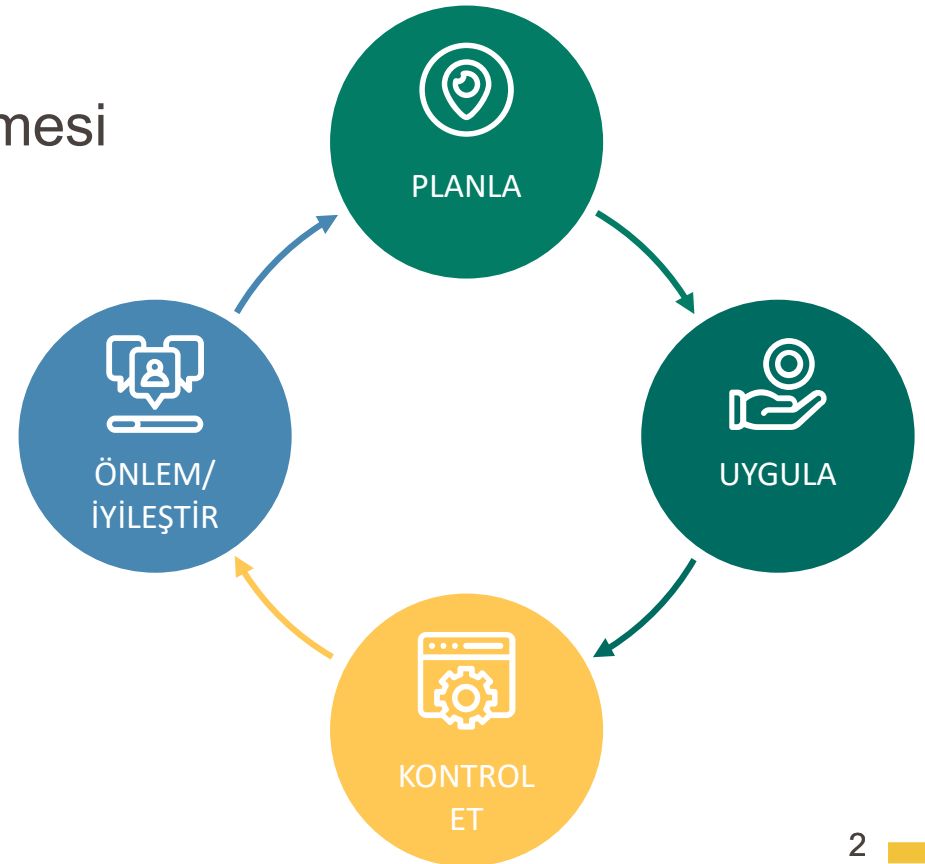 mesi
PLANLA
UYGULA
ÖNLEM/
İYİLEŞTİR
KONTROL
ET
2